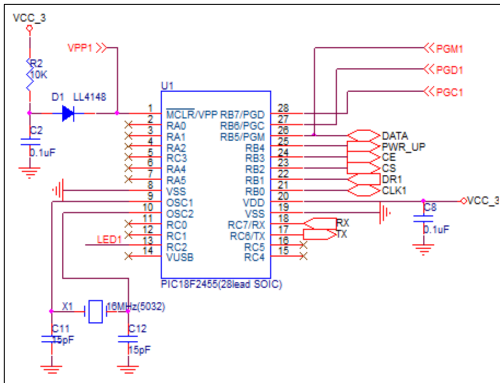 VCC_3
VPP1
PGM1
PGD1
PGC1
R2
10K
D1 LL4148
C2
0.1uF
U1
1 MCLR/VPP RB7/PGD 28
2 RA0 RB6/PGC 27
3 RA1 RB5/PGM 26 DATA
4 RA2 RB4 25 PWR_UP
5 RC3 RB3 24 CE
6 RA4 RB2 23 CS
7 RA5 RB1 22 DR1
8 VSS RB0 21 CLK1
9 OSC1 VDD 20 VCC_3
10 OSC2 VSS 19
11 RC0 RC7/RX 18 RX
12 RC1 RC6/TX 17 TX
LED1 13 RC2 RC5 16
14 VUSB RC4 15
C8
0.1uF
PIC18F2455(28lead SOIC)
X1 16MHz(5032)
C11
15pF
C12
15pF